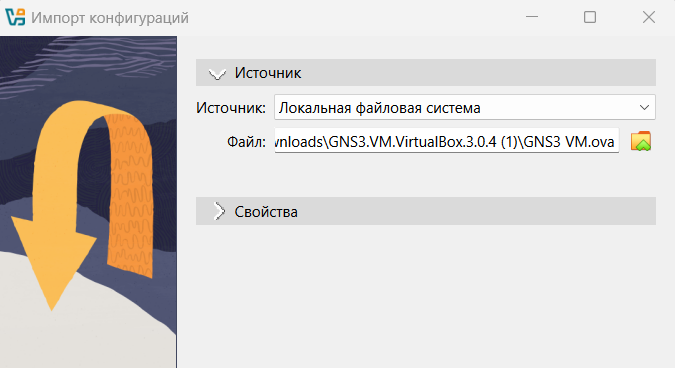 Импорт конфигураций
Источник
Источник: Локальная файловая система
Файл: wnloads\GNS3.VM.VirtualBox.3.0.4 (1)\GNS3 VM.ova
Свойства